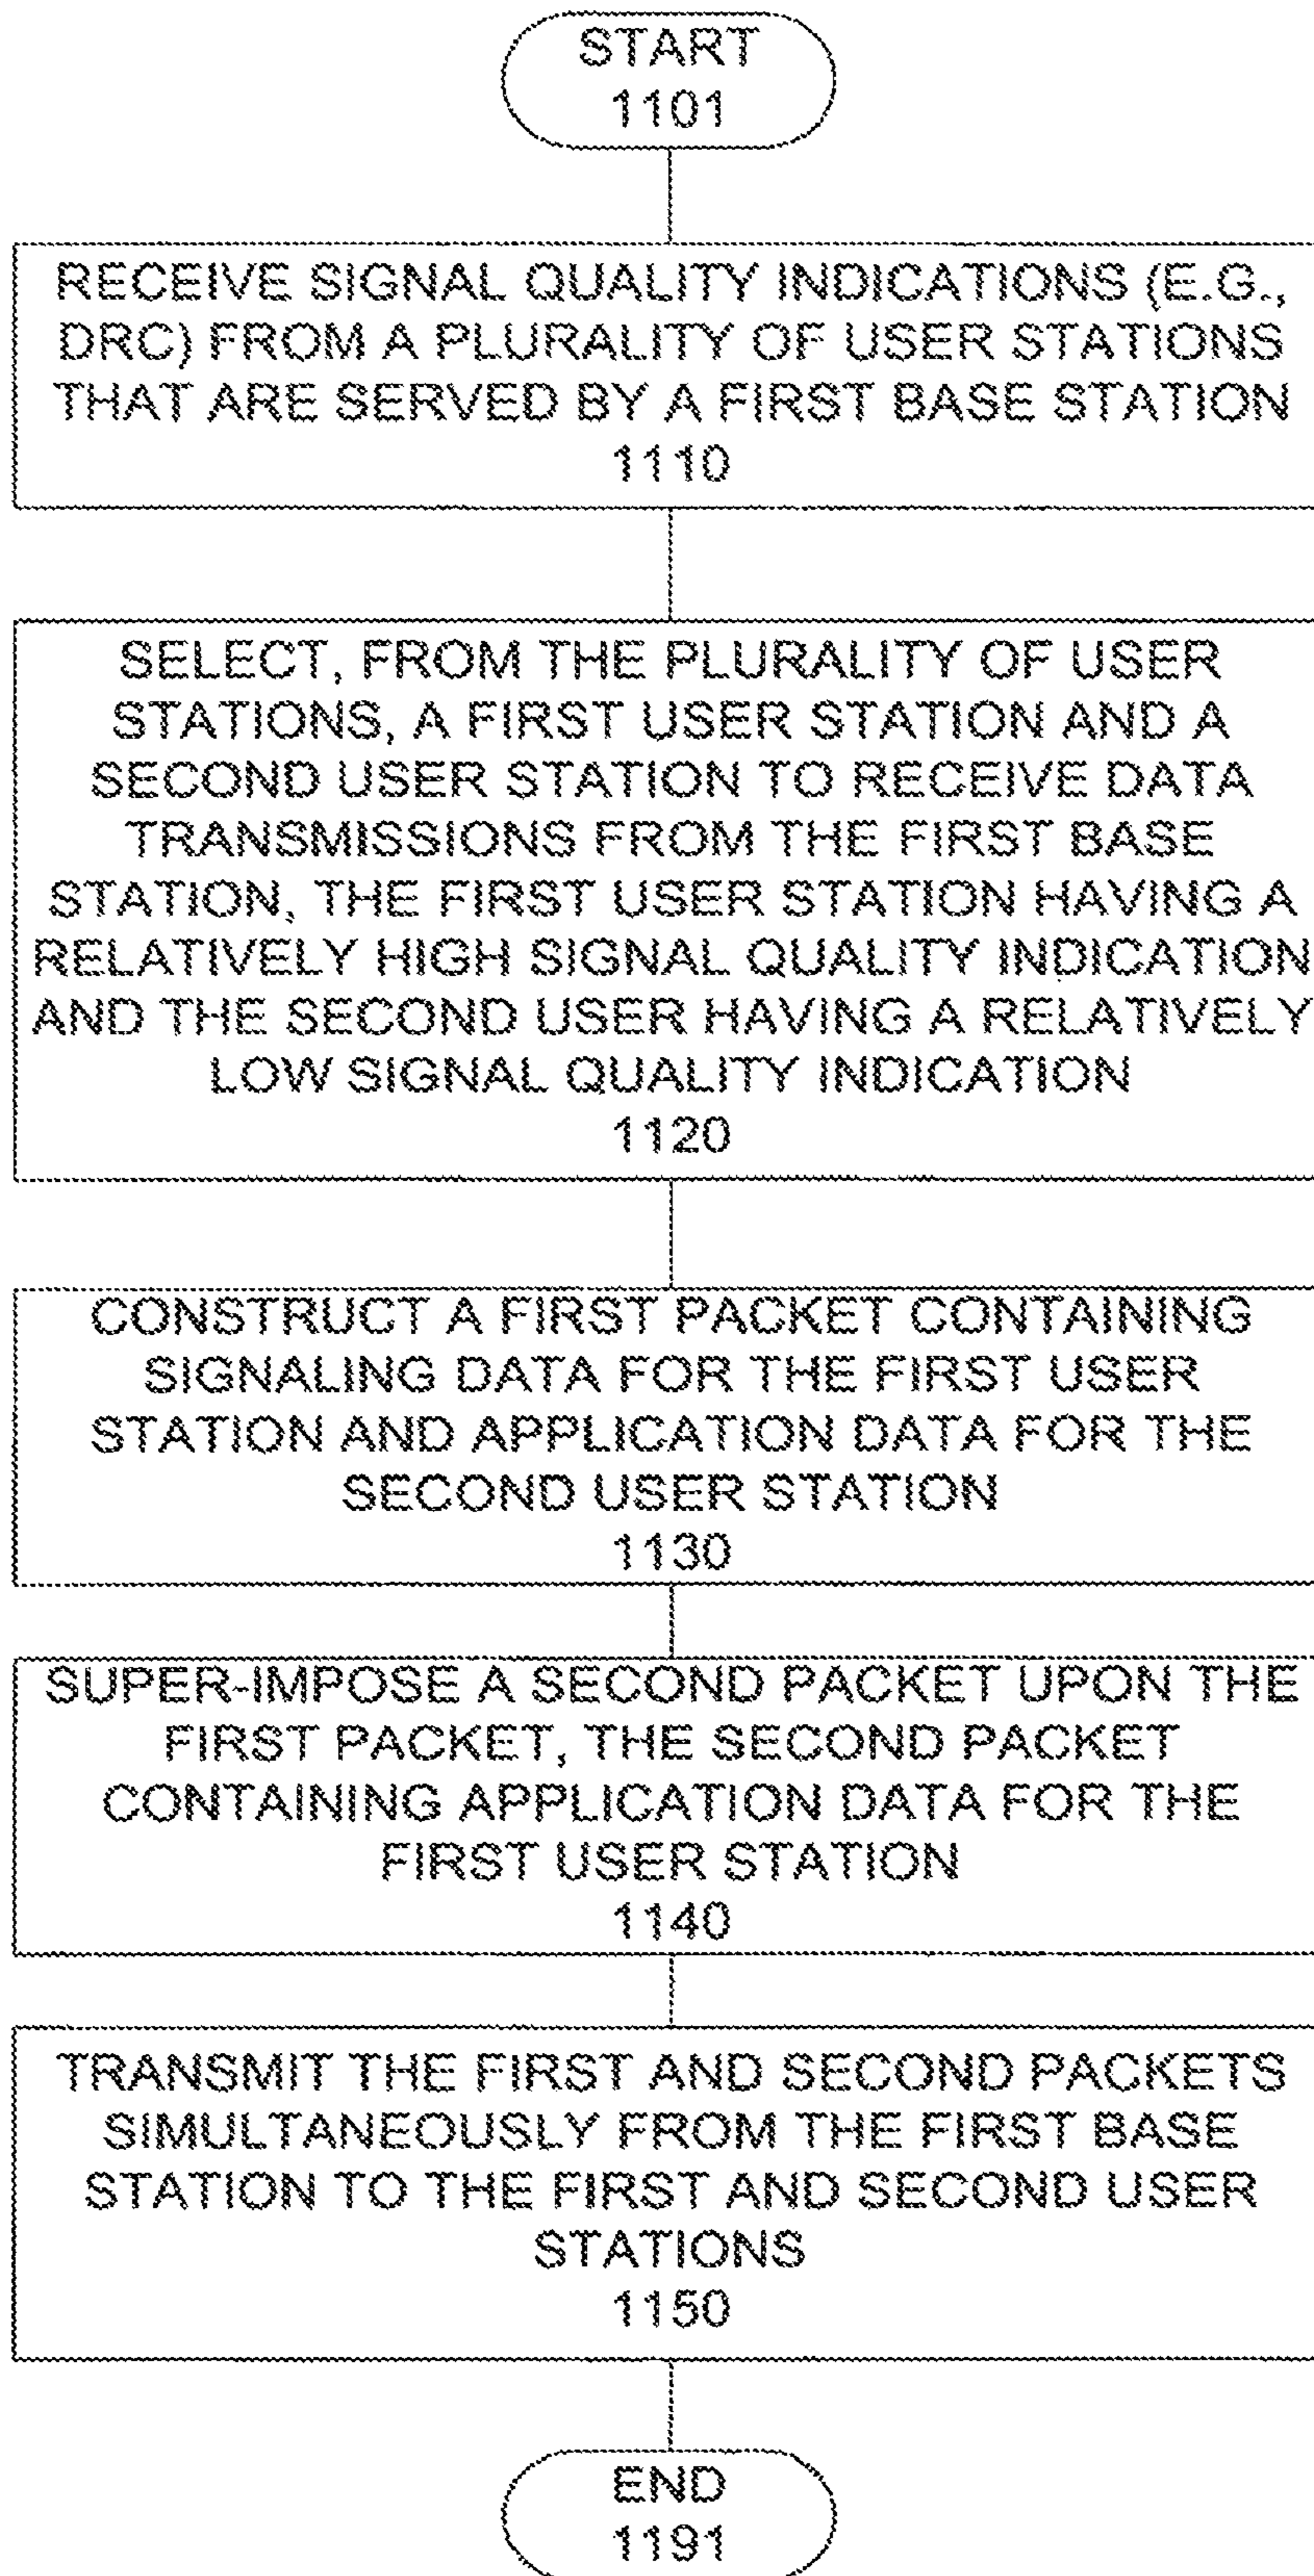 START
1101
RECEIVE SIGNAL QUALITY INDICATIONS (E.G.,
DRC) FROM A PLURALITY OF USER STATIONS
THAT ARE SERVED BY A FIRST BASE STATION
1110
SELECT, FROM THE PLURALITY OF USER
STATIONS, A FIRST USER STATION AND A
SECOND USER STATION TO RECEIVE DATA
TRANSMISSIONS FROM THE FIRST BASE
STATION, THE FIRST USER STATION HAVING A
RELATIVELY HIGH SIGNAL QUALITY INDICATION
AND THE SECOND USER HAVING A RELATIVELY
LOW SIGNAL QUALITY INDICATION
1120
CONSTRUCT A FIRST PACKET CONTAINING
SIGNALING DATA FOR THE FIRST USER
STATION AND APPLICATION DATA FOR THE
SECOND USER STATION
1130
SUPER-IMPOSE A SECOND PACKET UPON THE
FIRST PACKET, THE SECOND PACKET
CONTAINING APPLICATION DATA FOR THE
FIRST USER STATION
1140
TRANSMIT THE FIRST AND SECOND PACKETS
SIMULTANEOUSLY FROM THE FIRST BASE
STATION TO THE FIRST AND SECOND USER
STATIONS
1150
END
1191